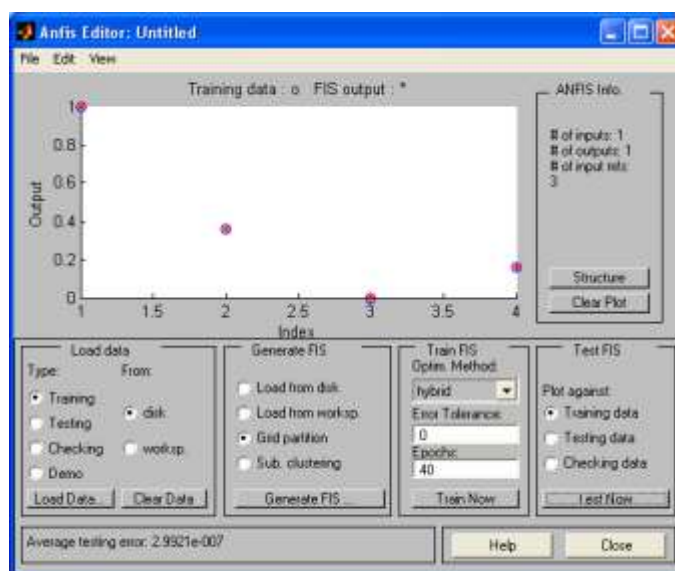 Anfis Editor: Untitled
File Edit View
Training data : o FIS output : *
Output
1
0.8
0.6
0.4
0.2
0
1 1.5 2 2.5 3 3.5 4
Index
ANFIS Info.
# of inputs: 1
# of outputs: 1
# of input mfs:
3
Structure
Clear Plot
Load data
Type: From:
Training
Testing
Checking
Demo
disk
worksp.
Load Data... Clear Data
Generate FIS
Load from disk
Load from worksp.
Grid partition
Sub. clustering
Generate FIS ...
Train FIS
Optim. Method:
hybrid
Error Tolerance:
0
Epochs:
40
Train Now
Test FIS
Plot against:
Training data
Testing data
Checking data
Test Now
Average testing error: 2.9921e-007
Help Close